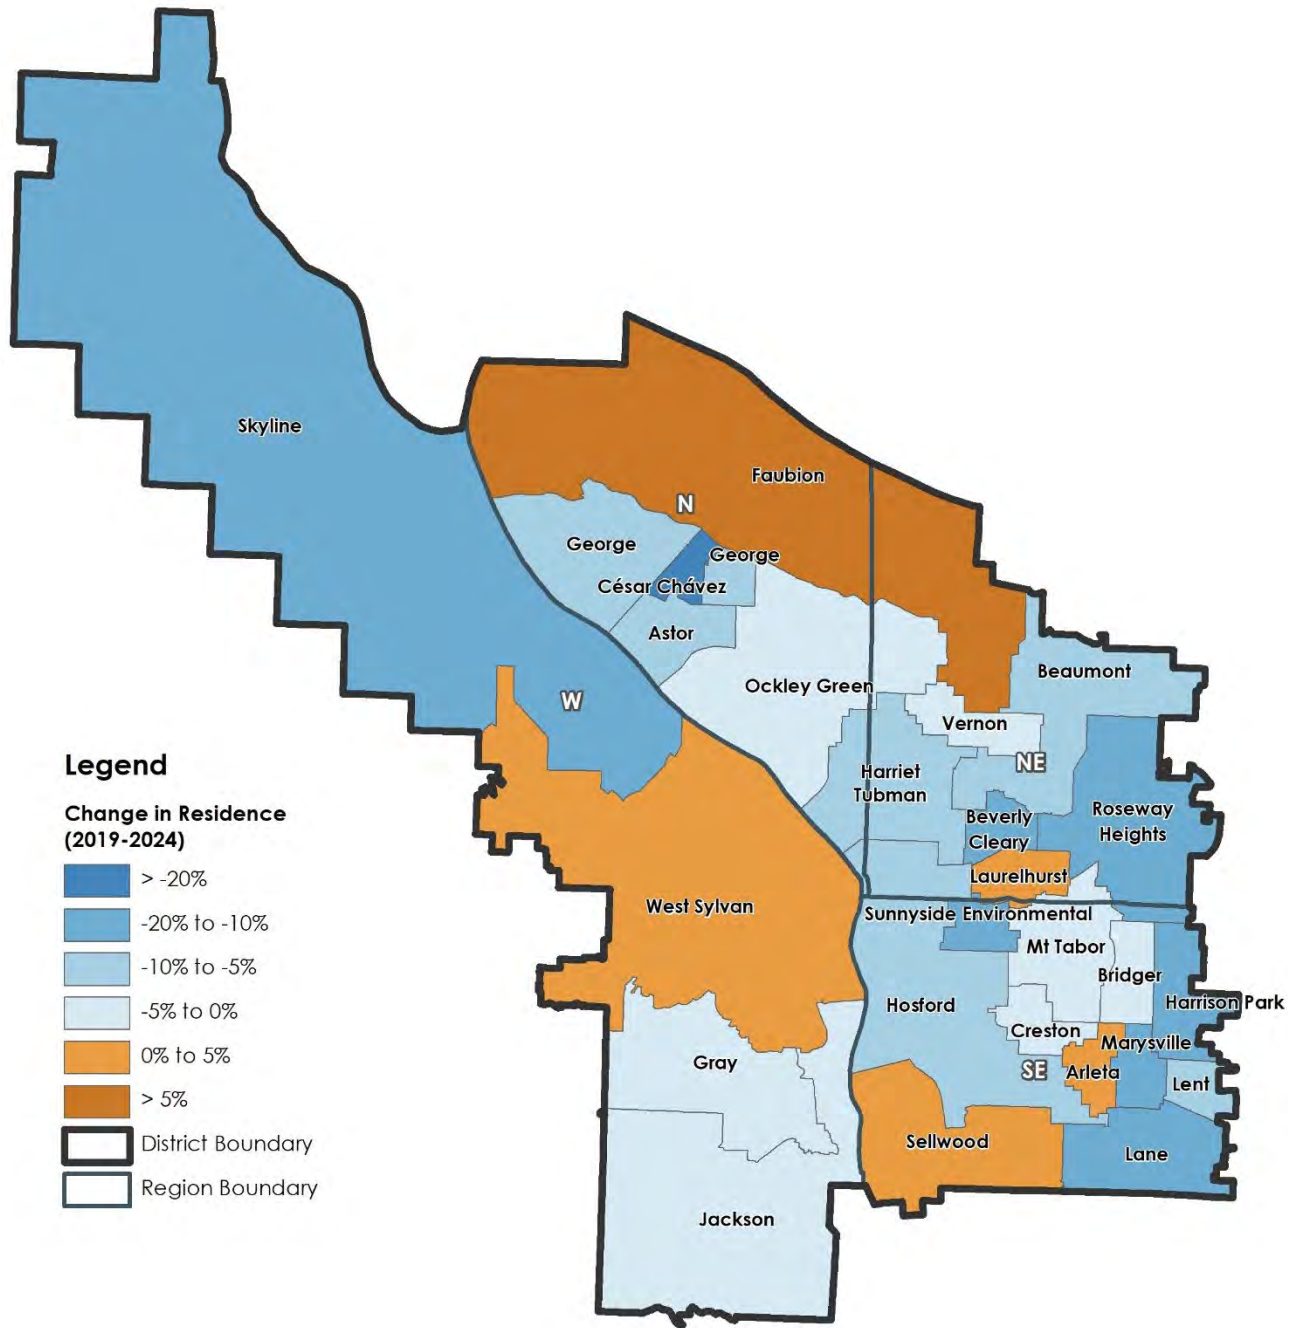 Skyline
Faubion
N
George
George
César Chávez
Astor
Beaumont
Ockley Green
W
Vernon
NE
Harriet
Tubman
Beverly
Cleary
Roseway
Heights
Laurelhurst
West Sylvan
Sunnyside Environmental
Mt Tabor
Bridger
Hosford
Harrison Park
Creston
Marysville
Gray
SE
Arleta
Lent
Sellwood
Lane
Jackson
Legend
Change in Residence
(2019-2024)
> -20%
-20% to -10%
-10% to -5%
-5% to 0%
0% to 5%
> 5%
District Boundary
Region Boundary